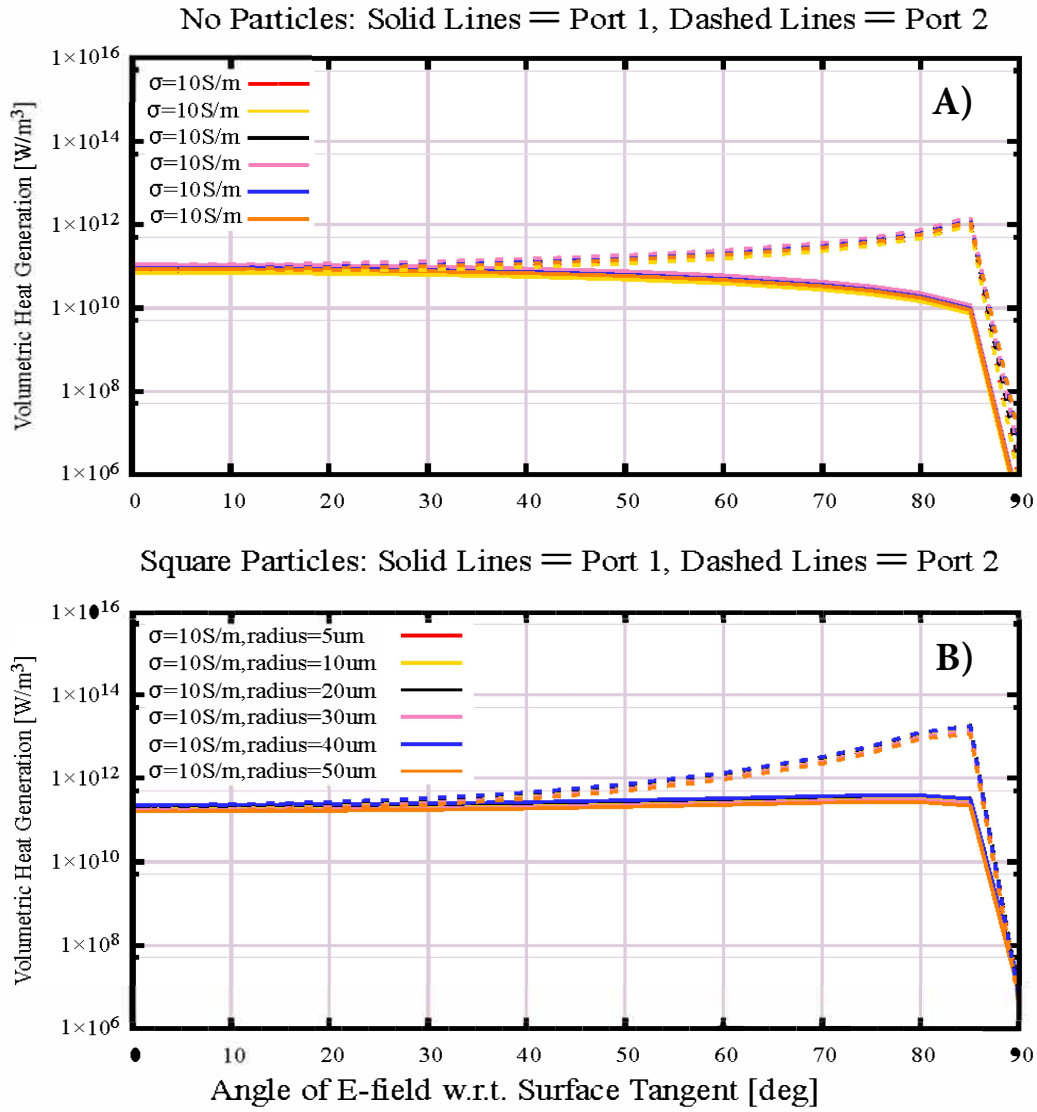 No Particles: Solid Lines = Port 1, Dashed Lines = Port 2
1×10^16
1×10^14
1×10^12
1×10^10
1×10^8
1×10^6
Volumetric Heat Generation [W/m³]
σ=10S/m
σ=10S/m
σ=10S/m
σ=10S/m
σ=10S/m
σ=10S/m
A)
0 10 20 30 40 50 60 70 80 90
Square Particles: Solid Lines = Port 1, Dashed Lines = Port 2
1×10^16
1×10^14
1×10^12
1×10^10
1×10^8
1×10^6
Volumetric Heat Generation [W/m³]
σ=10S/m,radius=5um
σ=10S/m,radius=10um
σ=10S/m,radius=20um
σ=10S/m,radius=30um
σ=10S/m,radius=40um
σ=10S/m,radius=50um
B)
0 10 20 30 40 50 60 70 80 90
Angle of E-field w.r.t. Surface Tangent [deg]